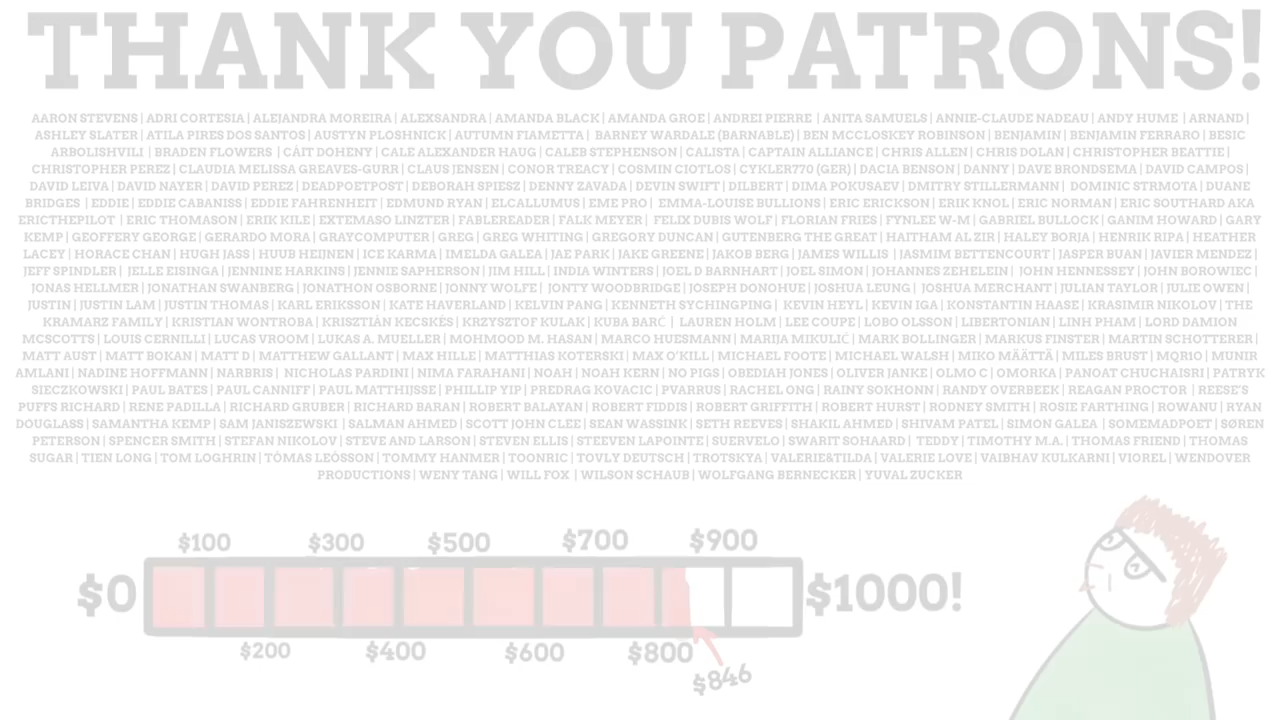 THANK YOU PATRONS!
AARON STEVENS | ADRI CORTESIA | ALEJANDRA MOREIRA | ALEXSANDRA | AMANDA BLACK | AMANDA GROE | ANDREI PIERRE | ANITA SAMUELS | ANNIE-CLAUDE NADEAU | ANDY HUME | ARNAND |
ASHLEY SLATER | ATILA PIRES DOS SANTOS | AUSTYN PLOSHNICK | AUTUMN FIAMETTA | BARNEY WARDALE (BARNABLE) | BEN MCCLOSKEY ROBINSON | BENJAMIN | BENJAMIN FERRARO | BESIC
ARBOLISHVILI | BRADEN FLOWERS | CÁIT DOHENY | CALE ALEXANDER HAUG | CALEB STEPHENSON | CALISTA | CAPTAIN ALLIANCE | CHRIS ALLEN | CHRIS DOLAN | CHRISTOPHER BEATTIE |
CHRISTOPHER PEREZ | CLAUDIA MELISSA GREAVES-GURR | CLAUS JENSEN | CONOR TREACY | COSMIN CIOTLOS | CYKLER770 (GER) | DACIA BENSON | DANNY | DAVE BRONDSEMA | DAVID CAMPOS |
DAVID LEIVA | DAVID NAYER | DAVID PEREZ | DEADPOETPOST | DEBORAH SPIESZ | DENNY ZAVADA | DEVIN SWIFT | DILBERT | DIMA POKUSAEV | DMITRY STILLERMANN | DOMINIC STRMOTA | DUANE
BRIDGES | EDDIE | EDDIE CABANISS | EDDIE FAHRENHEIT | EDMUND RYAN | ELCALLUMUS | EME PRO | EMMA-LOUISE BULLIONS | ERIC ERICKSON | ERIK KNOL | ERIC NORMAN | ERIC SOUTHARD AKA
ERICTHEPILOT | ERIC THOMASON | ERIK KILE | EXTEMASO LINZTER | FABLEREADER | FALK MEYER | FELIX DUBIS WOLF | FLORIAN FRIES | FYNLEE W-M | GABRIEL BULLOCK | GANIM HOWARD | GARY
KEMP | GEOFFERY GEORGE | GERARDO MORA | GRAYCOMPUTER | GREG | GREG WHITING | GREGORY DUNCAN | GUTENBERG THE GREAT | HAITHAM AL ZIR | HALEY BORJA | HENRIK RIPA | HEATHER
LACEY | HORACE CHAN | HUGH JASS | HUUB HEIJNEN | ICE KARMA | IMELDA GALEA | JAE PARK | JAKE GREENE | JAKOB BERG | JAMES WILLIS | JASMIM BETTENCOURT | JASPER BUAN | JAVIER MENDEZ |
JEFF SPINDLER | JELLE EISINGA | JENNINE HARKINS | JENNIE SAPHERSON | JIM HILL | INDIA WINTERS | JOEL D BARNHART | JOEL SIMON | JOHANNES ZEHELEIN | JOHN HENNESSEY | JOHN BOROWIEC |
JONAS HELLMER | JONATHAN SWANBERG | JONATHON OSBORNE | JONNY WOLFE | JONTY WOODBRIDGE | JOSEPH DONOHUE | JOSHUA LEUNG | JOSHUA MERCHANT | JULIAN TAYLOR | JULIE OWEN |
JUSTIN | JUSTIN LAM | JUSTIN THOMAS | KARL ERIKSSON | KATE HAVERLAND | KELVIN PANG | KENNETH SYCHINGPING | KEVIN HEYL | KEVIN IGA | KONSTANTIN HAASE | KRASIMIR NIKOLOV | THE
KRAMARZ FAMILY | KRISTIAN WONTROBA | KRISZTIÁN KECSKÉS | KRZYSZTOF KULAK | KUBA BARĆ | LAUREN HOLM | LEE COUPE | LOBO OLSSON | LIBERTONIAN | LINH PHAM | LORD DAMION
MCSCOTTS | LOUIS CERNILLI | LUCAS VROOM | LUKAS A. MUELLER | MOHMOOD M. HASAN | MARCO HUESMANN | MARIJA MIKULIĆ | MARK BOLLINGER | MARKUS FINSTER | MARTIN SCHOTTERER |
MATT AUST | MATT BOKAN | MATT D | MATTHEW GALLANT | MAX HILLE | MATTHIAS KOTERSKI | MAX O'KILL | MICHAEL FOOTE | MICHAEL WALSH | MIKO MÄÄTTÄ | MILES BRUST | MQR10 | MUNIR
AMLANI | NADINE HOFFMANN | NARBRIS | NICHOLAS PARDINI | NIMA FARAHANI | NOAH | NOAH KERN | NO PIGS | OBEDIAH JONES | OLIVER JANKE | OLMO C | OMORKA | PANOAT CHUCHAISRI | PATRYK
SIECZKOWSKI | PAUL BATES | PAUL CANNIFF | PAUL MATTHIJSSE | PHILLIP YIP | PREDRAG KOVACIC | PVARRUS | RACHEL ONG | RAINY SOKHONN | RANDY OVERBEEK | REAGAN PROCTOR | REESE'S
PUFFS RICHARD | RENE PADILLA | RICHARD GRUBER | RICHARD BARAN | ROBERT BALAYAN | ROBERT FIDDIS | ROBERT GRIFFITH | ROBERT HURST | RODNEY SMITH | ROSIE FARTHING | ROWANU | RYAN
DOUGLASS | SAMANTHA KEMP | SAM JANISZEWSKI | SALMAN AHMED | SCOTT JOHN CLEE | SEAN WASSINK | SETH REEVES | SHAKIL AHMED | SHIVAM PATEL | SIMON GALEA | SOMEMADPOET | SØREN
PETERSON | SPENCER SMITH | STEFAN NIKOLOV | STEVE AND LARSON | STEVEN ELLIS | STEEVEN LAPOINTE | SUERVELO | SWARIT SOHAARD | TEDDY | TIMOTHY M.A. | THOMAS FRIEND | THOMAS
SUGAR | TIEN LONG | TOM LOGHRIN | TÓMAS LEÓSSON | TOMMY HANMER | TOONRIC | TOVLY DEUTSCH | TROTSKYA | VALERIE&TILDA | VALERIE LOVE | VAIBHAV KULKARNI | VIOREL | WENDOVER
PRODUCTIONS | WENY TANG | WILL FOX | WILSON SCHAUB | WOLFGANG BERNECKER | YUVAL ZUCKER
$100 $300 $500 $700 $900
$0 $1000!
$200 $400 $600 $800
$846